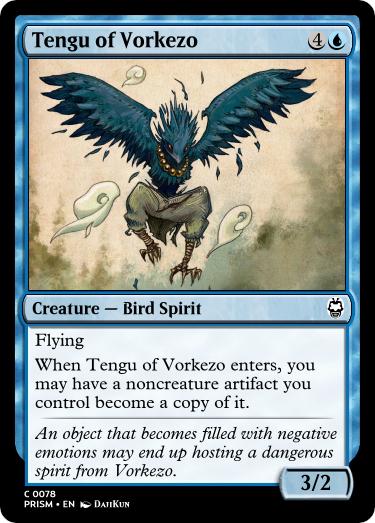 Tengu of Vorkezo 4
Creature — Bird Spirit
Flying
When Tengu of Vorkezo enters, you
may have a noncreature artifact you
control become a copy of it.
An object that becomes filled with negative
emotions may end up hosting a dangerous
spirit from Vorkezo.
3/2
C 0078
PRISM • EN DaijKun